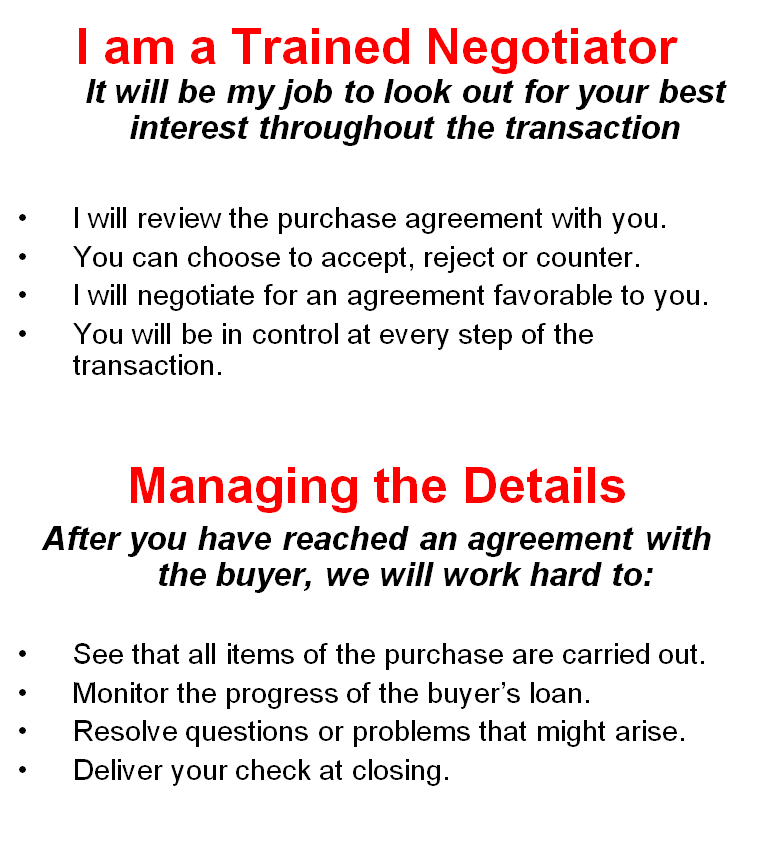 I am a Trained Negotiator
It will be my job to look out for your best
interest throughout the transaction
• I will review the purchase agreement with you.
• You can choose to accept, reject or counter.
• I will negotiate for an agreement favorable to you.
• You will be in control at every step of the
transaction.
Managing the Details
After you have reached an agreement with
the buyer, we will work hard to:
• See that all items of the purchase are carried out.
• Monitor the progress of the buyer’s loan.
• Resolve questions or problems that might arise.
• Deliver your check at closing.